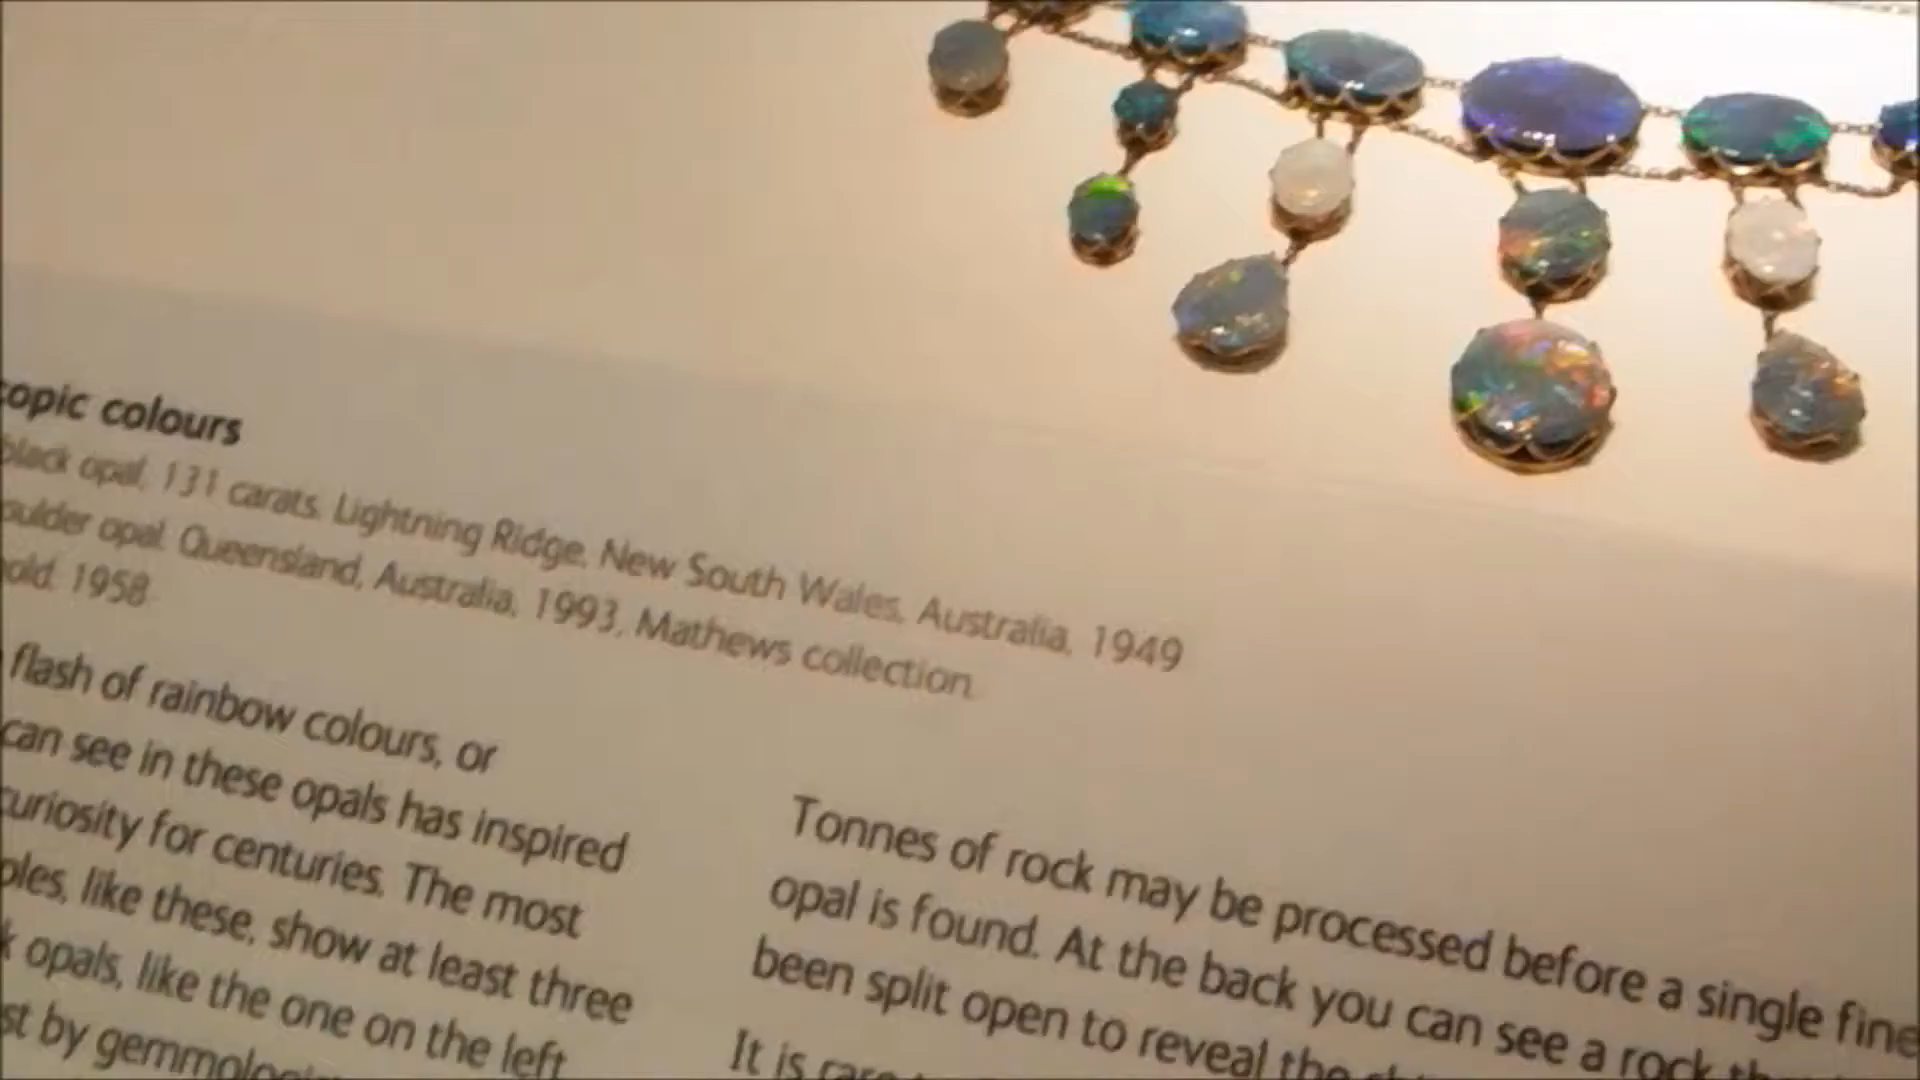 copic colours
black opal, 131 carats. Lightning Ridge, New South Wales, Australia, 1949
oulder opal. Queensland, Australia, 1993, Mathews collection
old. 1958
flash of rainbow colours, or
can see in these opals has inspired
curiosity for centuries. The most
ples, like these, show at least three
k opals, like the one on the left
st by gemmologi
Tonnes of rock may be processed before a single fine
opal is found. At the back you can see a rock
been split open to reveal the
It is rare